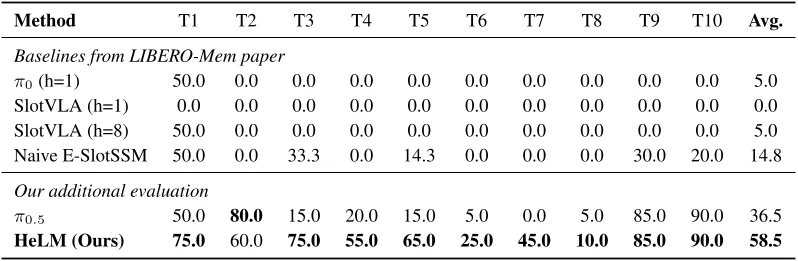 Method T1 T2 T3 T4 T5 T6 T7 T8 T9 T10 Avg.
Baselines from LIBERO-Mem paper
π0 (h=1) 50.0 0.0 0.0 0.0 0.0 0.0 0.0 0.0 0.0 0.0 5.0
SlotVLA (h=1) 0.0 0.0 0.0 0.0 0.0 0.0 0.0 0.0 0.0 0.0 0.0
SlotVLA (h=8) 50.0 0.0 0.0 0.0 0.0 0.0 0.0 0.0 0.0 0.0 5.0
Naive E-SlotSSM 50.0 0.0 33.3 0.0 14.3 0.0 0.0 0.0 30.0 20.0 14.8
Our additional evaluation
π0.5 50.0 80.0 15.0 20.0 15.0 5.0 0.0 5.0 85.0 90.0 36.5
HeLM (Ours) 75.0 60.0 75.0 55.0 65.0 25.0 45.0 10.0 85.0 90.0 58.5